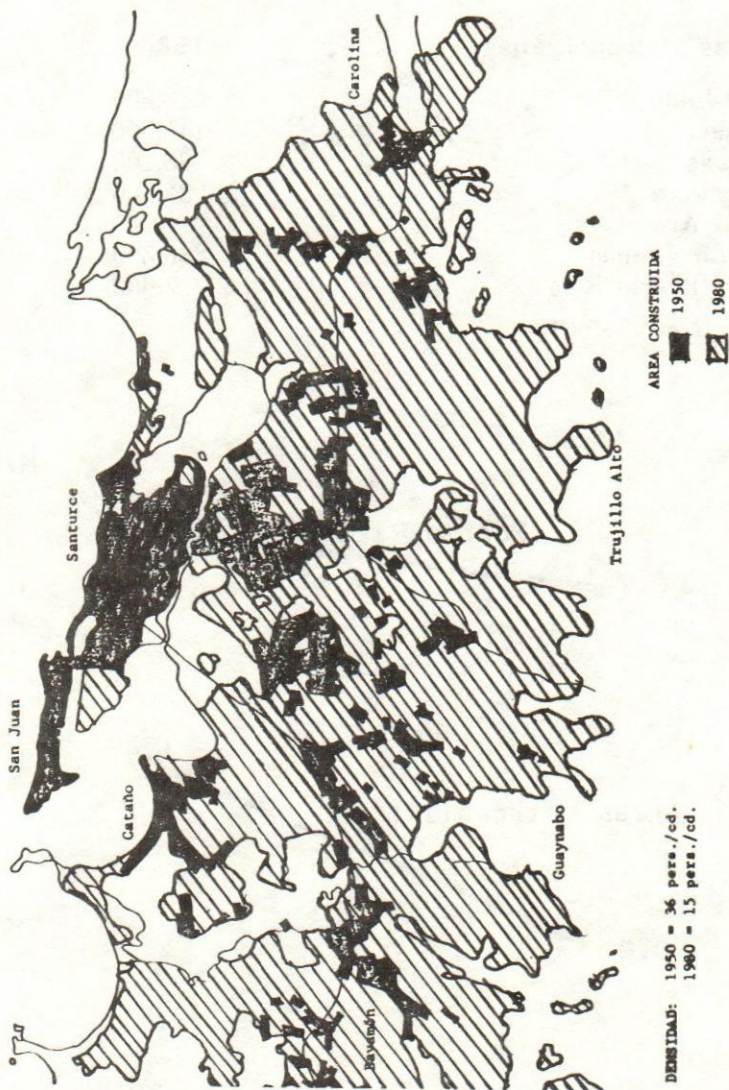 San Juan
Santurce
Carolina
Cataño
Bayamón
Guaynabo
Trujillo Alto
AREA CONSTRUIDA
1950
1980
DENSIDAD: 1950 = 36 pers./cd.
1980 = 15 pers./cd.